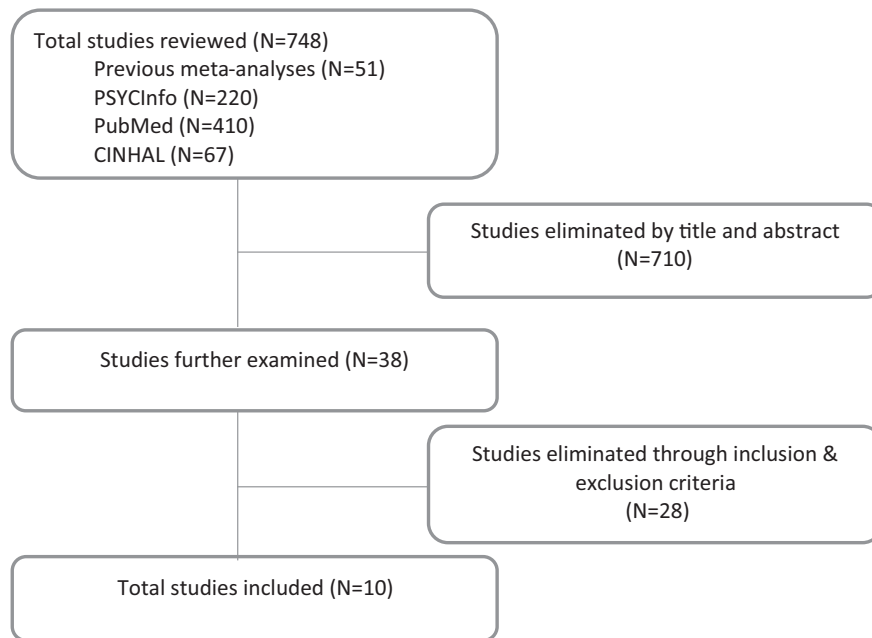 Total studies reviewed (N=748)
Previous meta-analyses (N=51)
PSYCInfo (N=220)
PubMed (N=410)
CINHAL (N=67)
Studies eliminated by title and abstract
(N=710)
Studies further examined (N=38)
Studies eliminated through inclusion &
exclusion criteria
(N=28)
Total studies included (N=10)